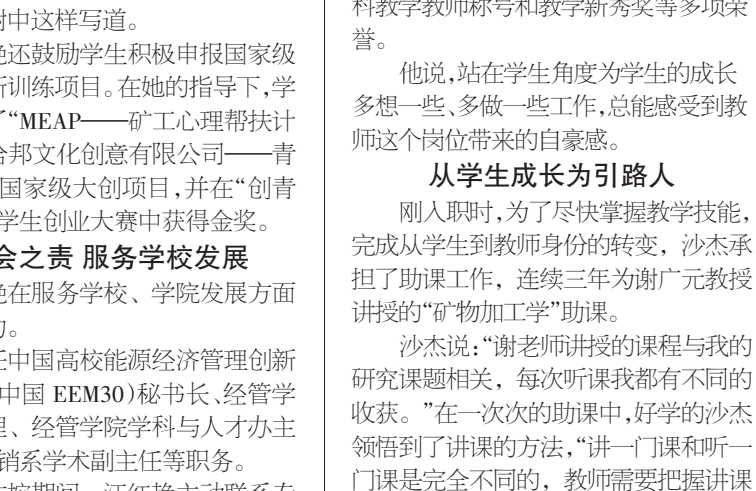 中这样写道。
还鼓励学生积极申报国家级
训练项目。在她的指导下,学
“MEAP——矿工心理帮扶计
邦文化创意有限公司——青
国家级大创项目,并在“创青
学生创业大赛中获得金奖。
会之责 服务学校发展
在服务学校、学院发展方面
中国高校能源经济管理创新
中国 EEM30)秘书长、经管学
、经管学院学科与人才办主
销系学术副主任等职务。
科教学教师称号和教学新秀奖等多项荣
誉。
他说,站在学生角度为学生的成长
多想一些、多做一些工作,总能感受到教
师这个岗位带来的自豪感。
从学生成长为引路人
刚入职时,为了尽快掌握教学技能,
完成从学生到教师身份的转变，沙杰承
担了助课工作，连续三年为谢广元教授
讲授的“矿物加工学”助课。
沙杰说:“谢老师讲授的课程与我的
研究课题相关，每次听课我都有不同的
收获。”在一次次的助课中,好学的沙杰
领悟到了讲课的方法,“讲一门课和听一
门课是完全不同的，教师需要把握讲课